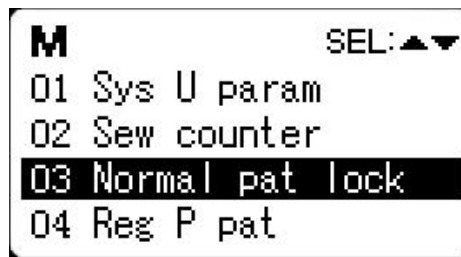 M SEL:▲▼
01 Sys U param
02 Sew counter
03 Normal pat lock
04 Reg P pat